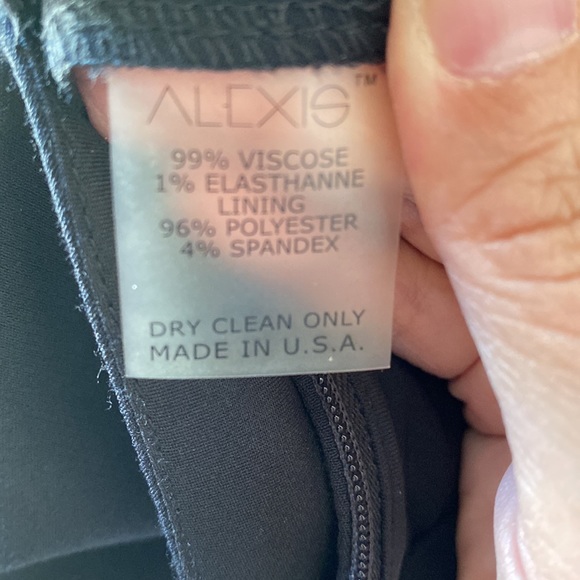 ALEXIS™
99% VISCOSE
1% ELASTHANNE
LINING
96% POLYESTER
4% SPANDEX
DRY CLEAN ONLY
MADE IN U.S.A.